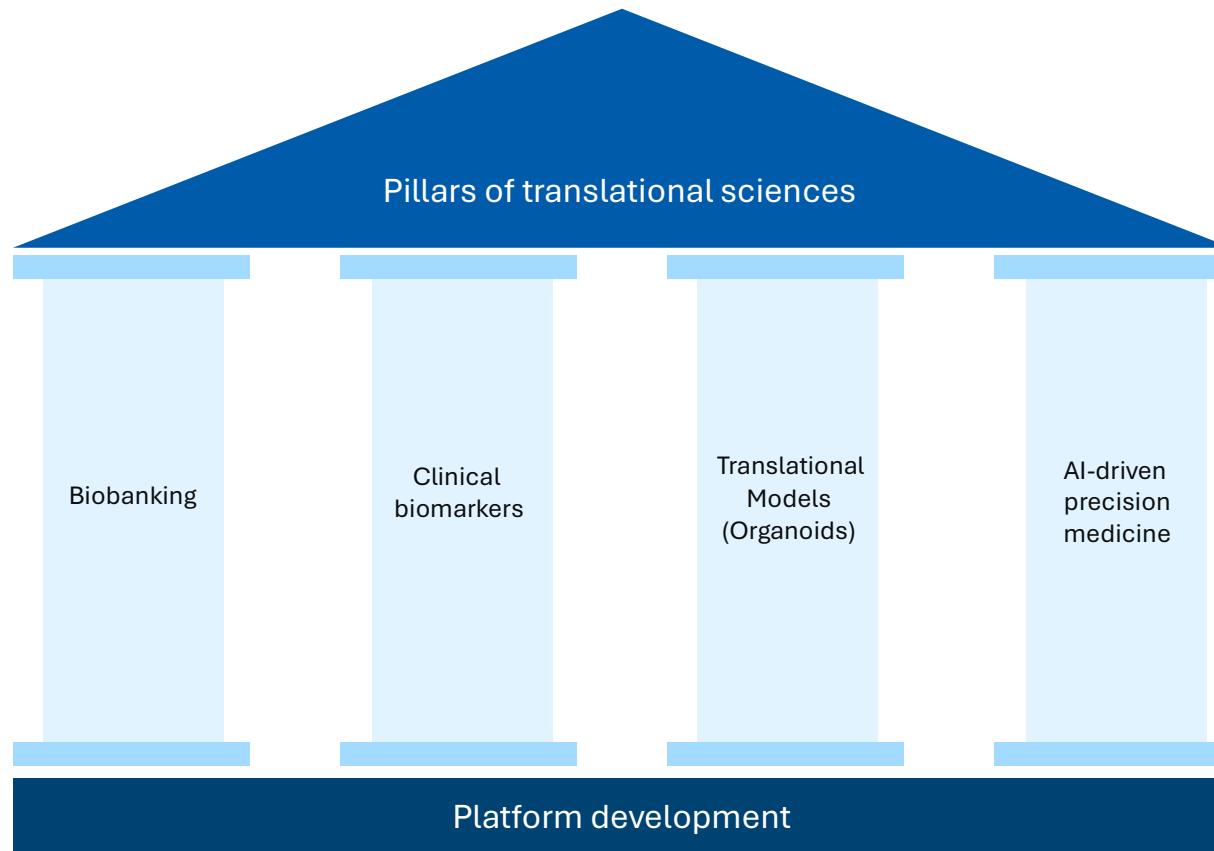 Pillars of translational sciences
Biobanking
Clinical
biomarkers
Translational
Models
(Organoids)
AI-driven
precision
medicine
Platform development